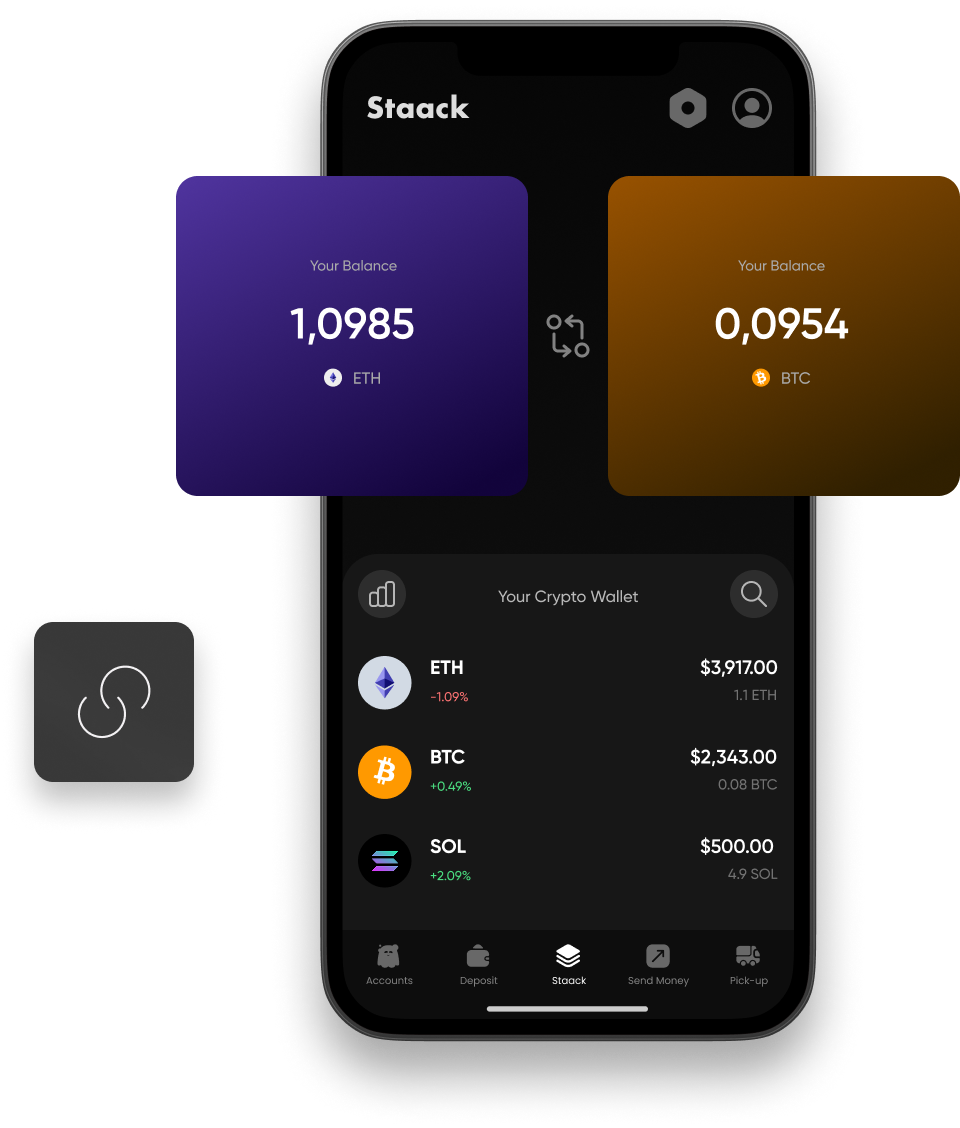 Staack
Your Balance
1,0985
ETH
Your Balance
0,0954
BTC
Your Crypto Wallet
ETH
$3,917.00
-1.09%
1.1 ETH
BTC
$2,343.00
+0.49%
0.08 BTC
SOL
$500.00
+2.09%
4.9 SOL
Accounts
Deposit
Staack
Send Money
Pick-up